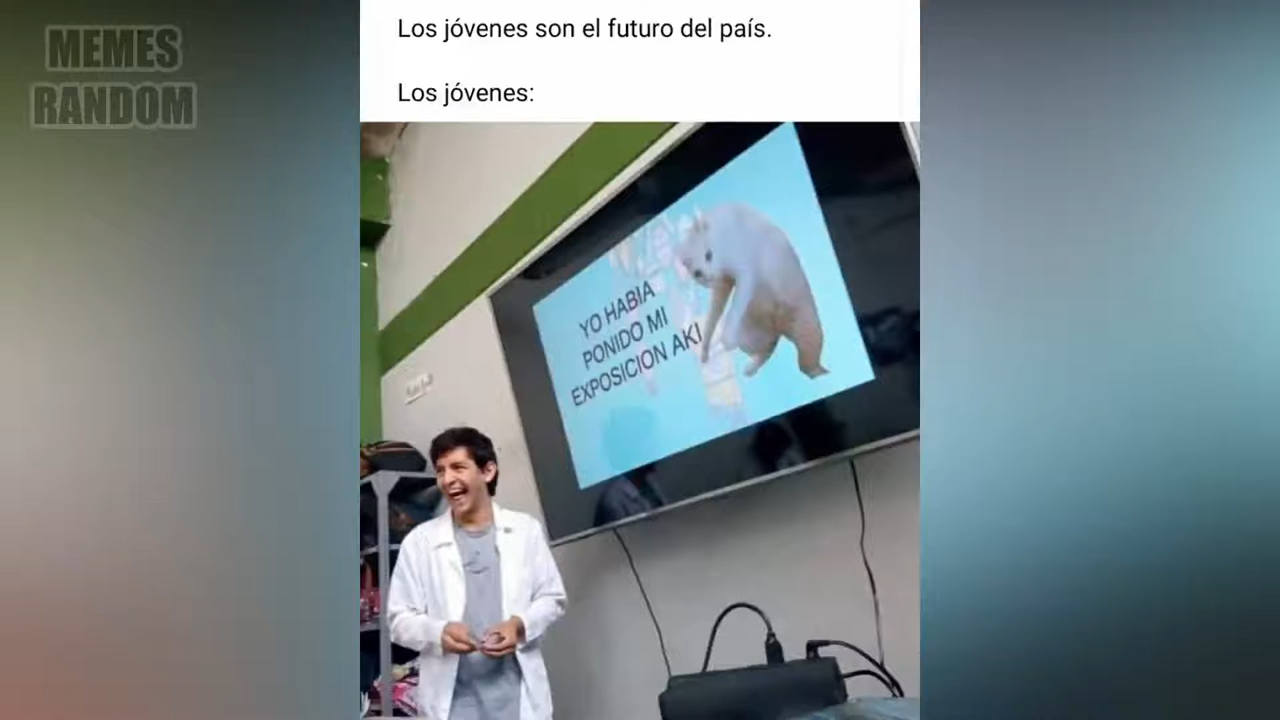 MEMES
RANDOM
Los jóvenes son el futuro del país.
Los jóvenes:
YO HABIA
PONIDO MI
EXPOSICION AKI